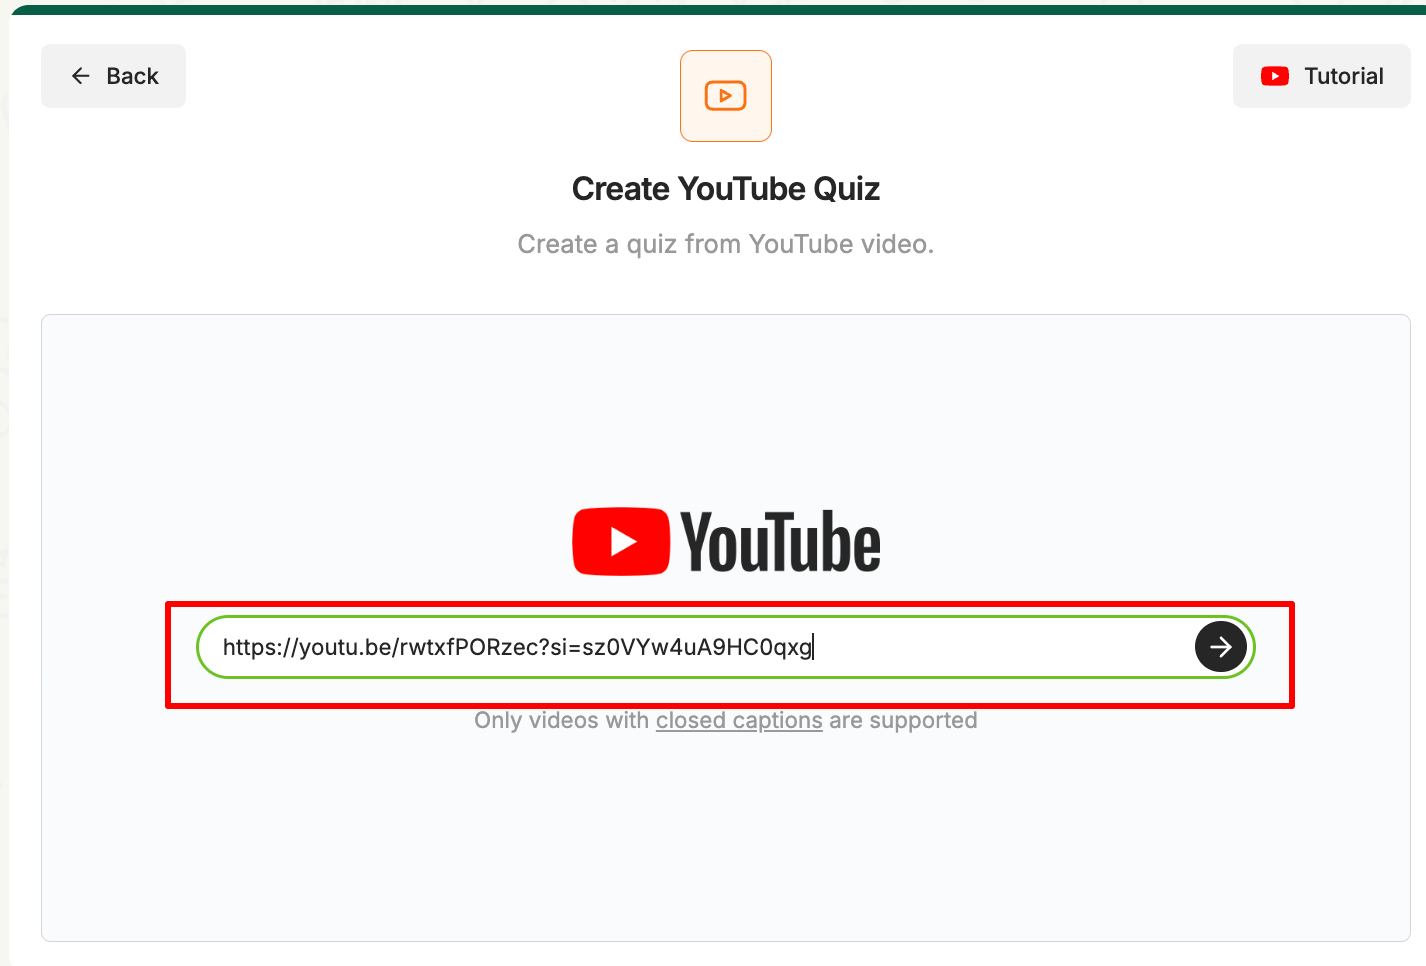 Back
Tutorial
Create YouTube Quiz
Create a quiz from YouTube video.
YouTube
https://youtu.be/rwtxfPORzec?si=sz0VYw4uA9HC0qxg
Only videos with closed captions are supported